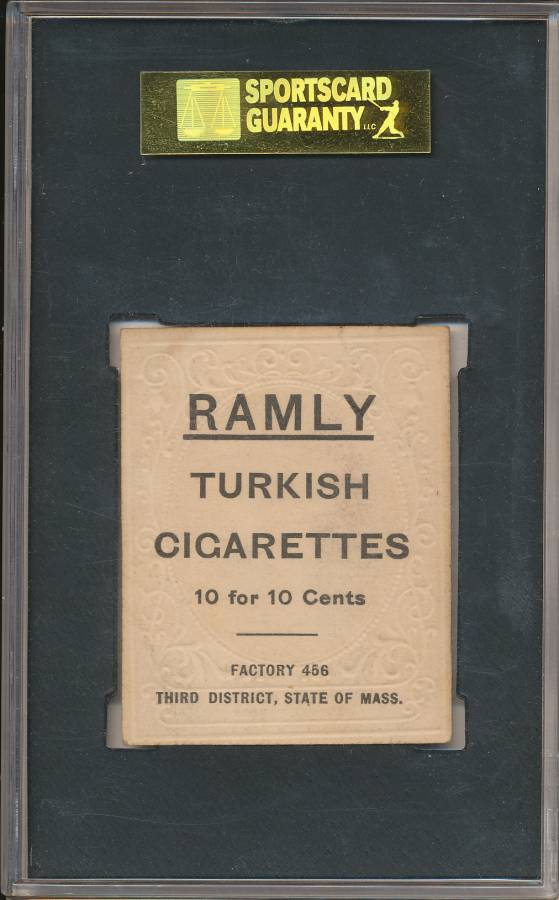 SPORTSCARD
GUARANTY LLC
RAMLY
TURKISH
CIGARETTES
10 for 10 Cents
FACTORY 456
THIRD DISTRICT, STATE OF MASS.